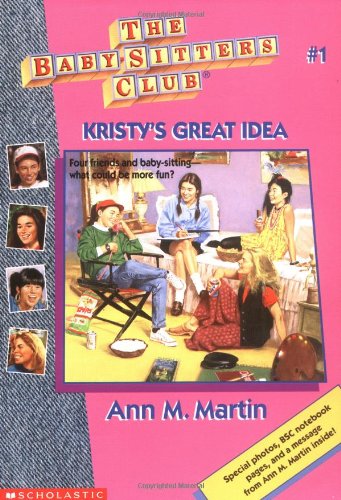 THE
BABY-SITTERS
CLUB®
#1
KRISTY'S GREAT IDEA
Four friends and baby-sitting—
what could be more fun?
Ann M. Martin
Special photos, BSC notebook
pages, and a message
from Ann M. Martin inside!
SCHOLASTIC